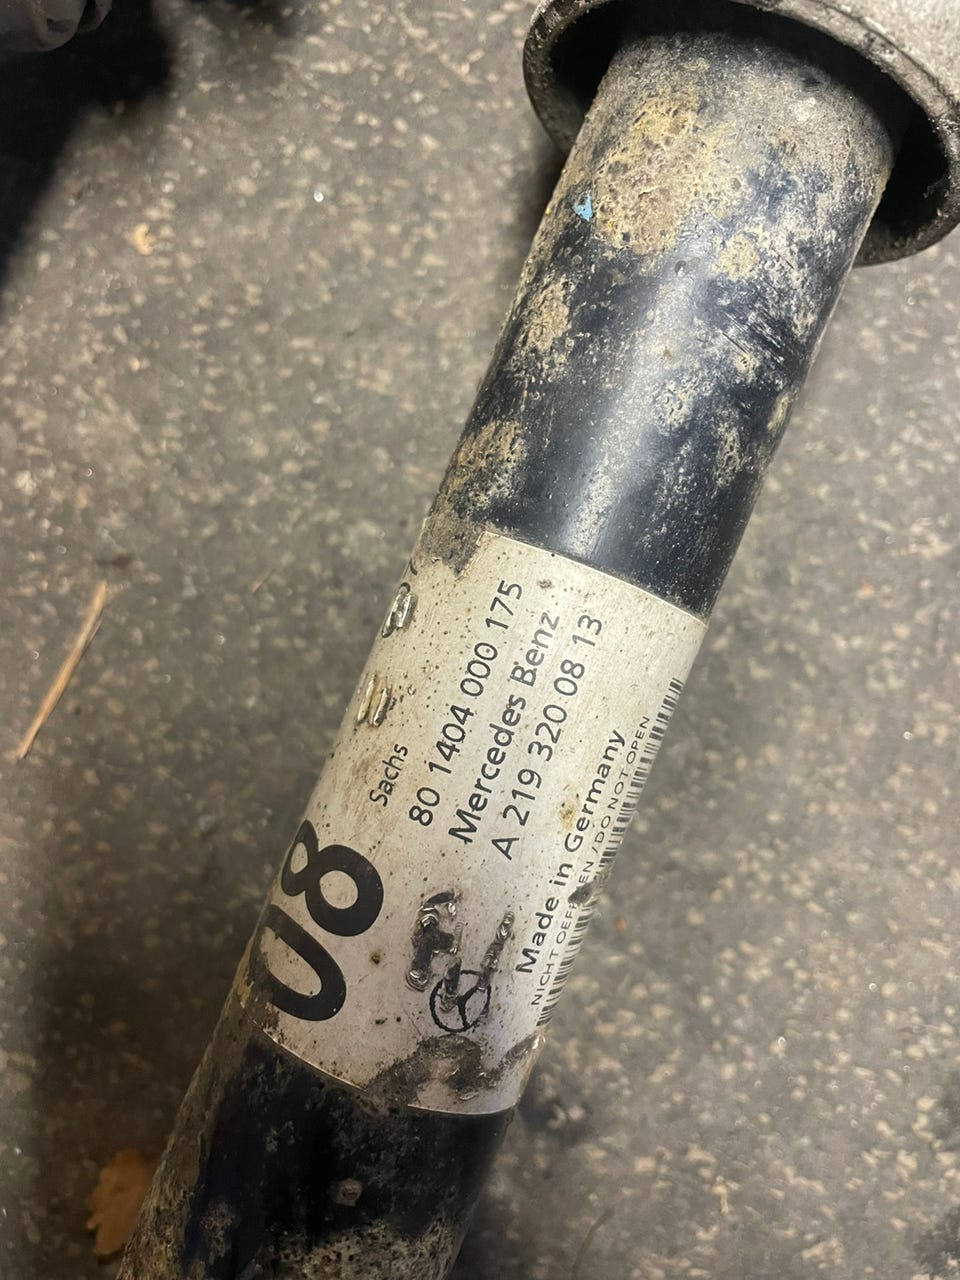 Sachs
80 1404 000 175
Mercedes Benz
A 219 320 08 13
Made in Germany
NICHT OEFFNEN / DO NOT OPEN
08